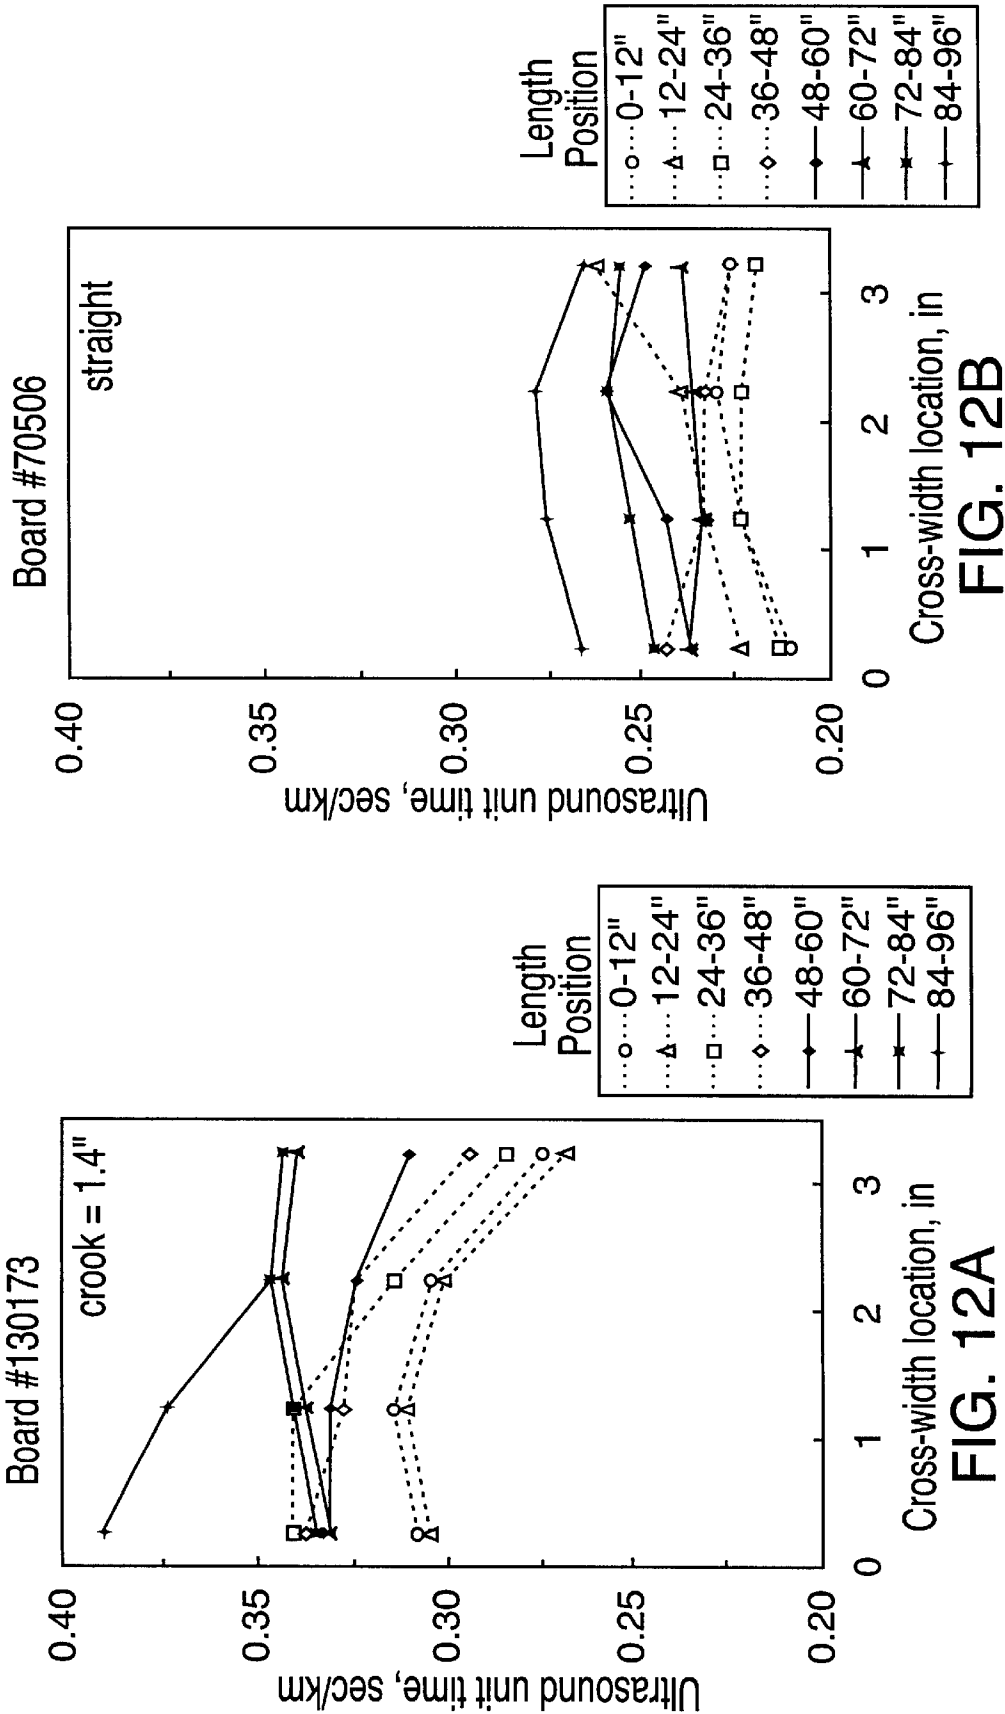 Board #130173
crook = 1.4"
0.40
0.35
0.30
0.25
0.20
Ultrasound unit time, sec/km
0
1
2
3
Cross-width location, in
Length
Position
0-12"
12-24"
24-36"
36-48"
48-60"
60-72"
72-84"
84-96"
FIG. 12A
Board #70506
straight
0.40
0.35
0.30
0.25
0.20
Ultrasound unit time, sec/km
0
1
2
3
Cross-width location, in
Length
Position
0-12"
12-24"
24-36"
36-48"
48-60"
60-72"
72-84"
84-96"
FIG. 12B